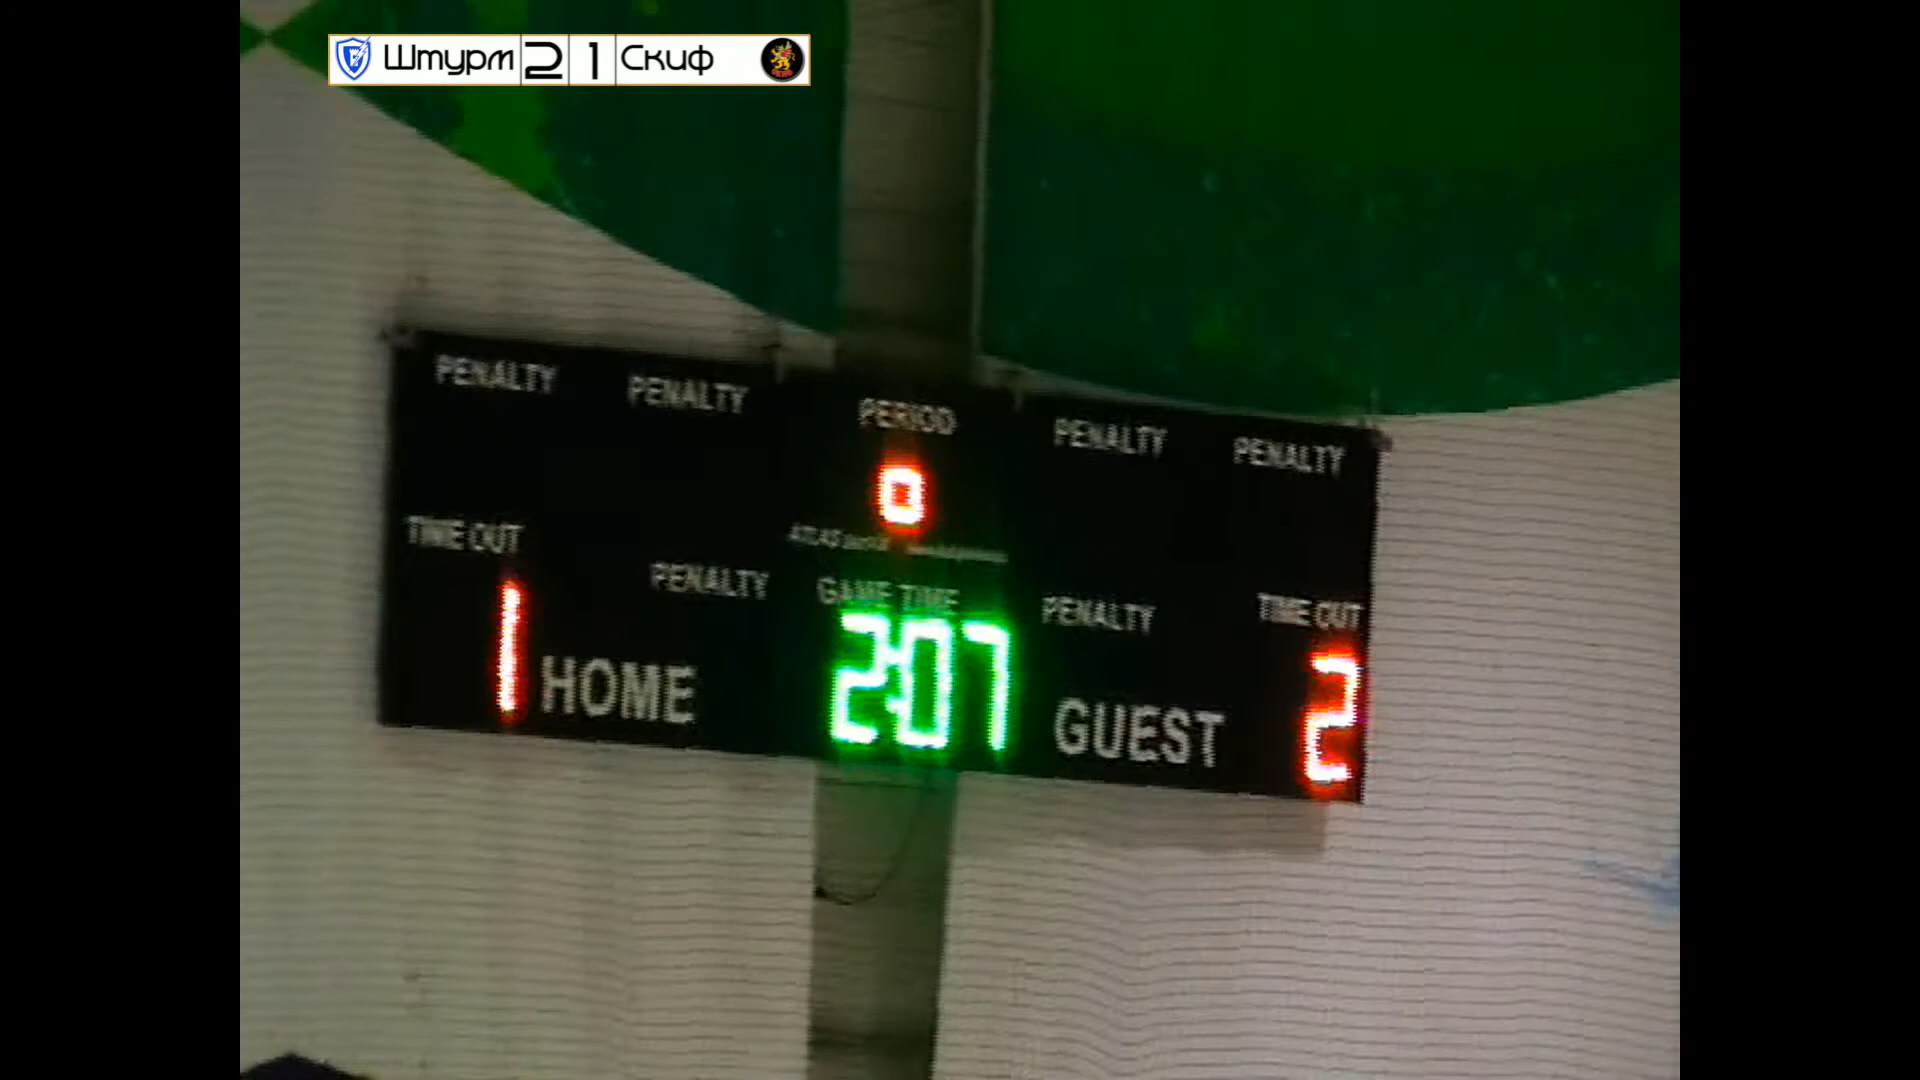 Штурм 2 1 Скиф
PENALTY PENALTY PERIOD PENALTY PENALTY
0
TIME OUT PENALTY GAME TIME PENALTY TIME OUT
1 HOME 2:07 GUEST 2